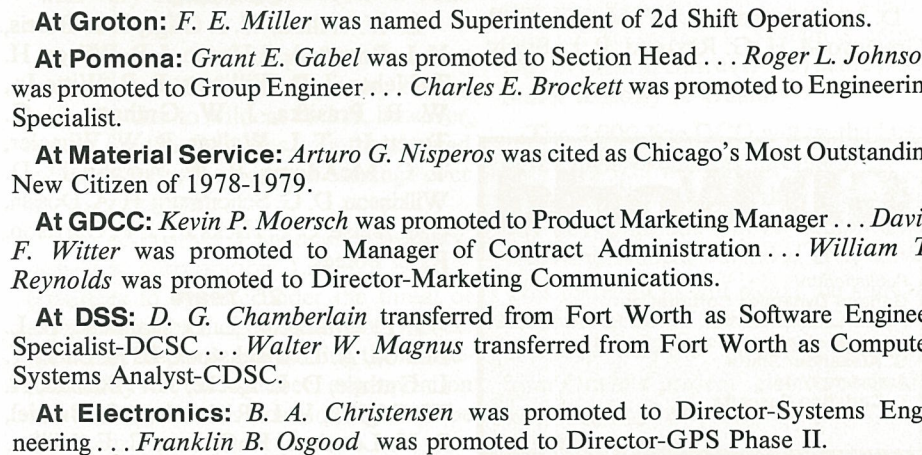 At Groton: F. E. Miller was named Superintendent of 2d Shift Operations.
At Pomona: Grant E. Gabel was promoted to Section Head . . . Roger L. Johnso
was promoted to Group Engineer . . . Charles E. Brockett was promoted to Engineerin
Specialist.
At Material Service: Arturo G. Nisperos was cited as Chicago's Most Outstandin
New Citizen of 1978-1979.
At GDCC: Kevin P. Moersch was promoted to Product Marketing Manager . . . Davi
F. Witter was promoted to Manager of Contract Administration . . . William T
Reynolds was promoted to Director-Marketing Communications.
At DSS: D. G. Chamberlain transferred from Fort Worth as Software Enginee
Specialist-DCSC . . . Walter W. Magnus transferred from Fort Worth as Compute
Systems Analyst-CDSC.
At Electronics: B. A. Christensen was promoted to Director-Systems Eng
neering . . . Franklin B. Osgood was promoted to Director-GPS Phase II.